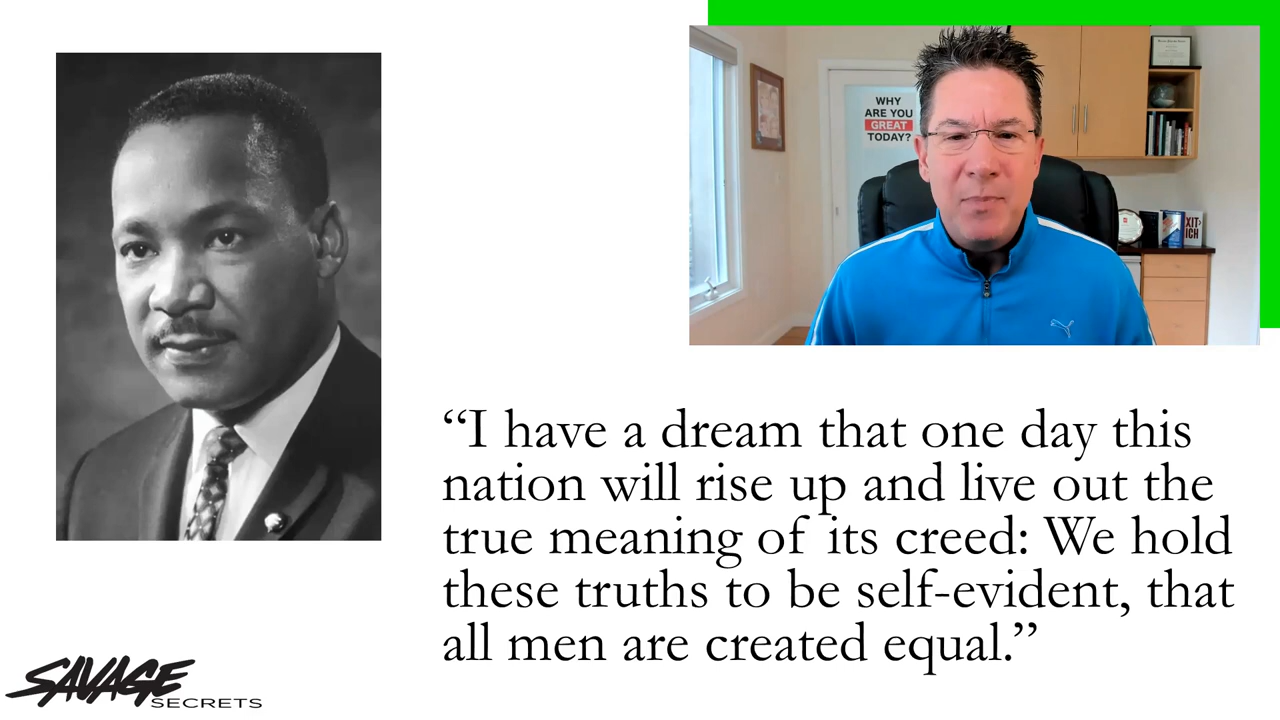 WHY
ARE YOU
GREAT
TODAY?
XIT
ICH
“I have a dream that one day this
nation will rise up and live out the
true meaning of its creed: We hold
these truths to be self-evident, that
all men are created equal.”
SAVAGE
SECRETS